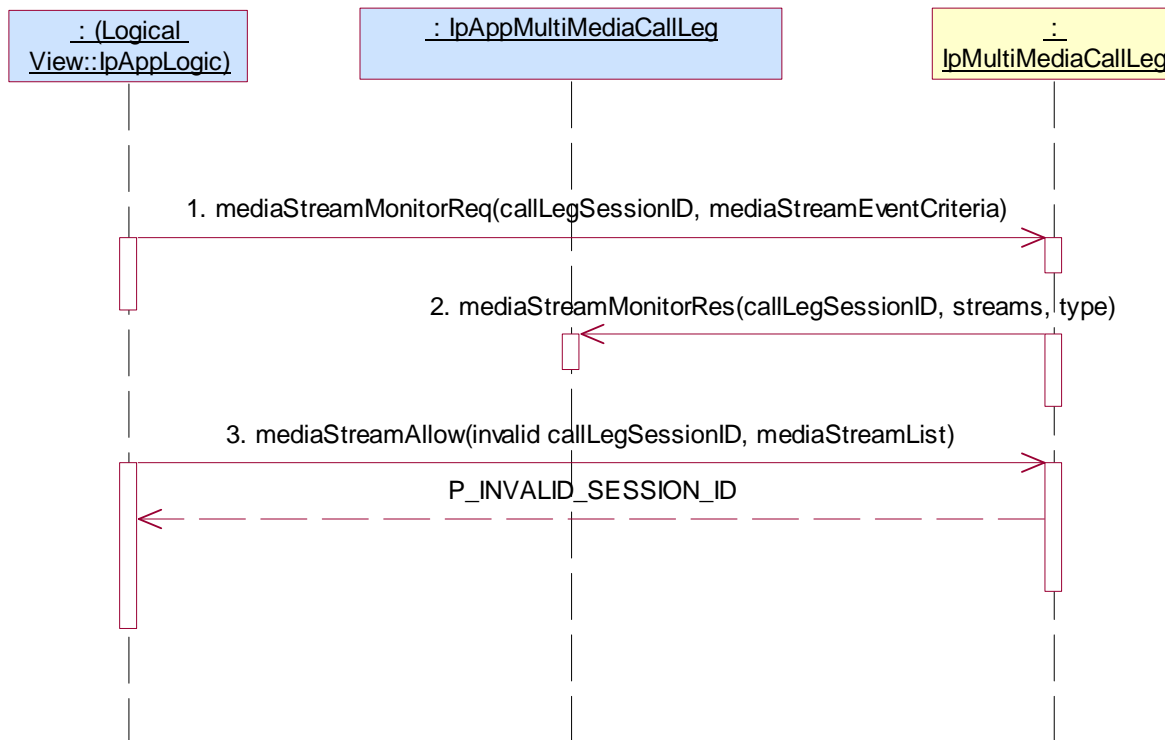 : (Logical
View::IpAppLogic)
: IpAppMultiMediaCallLeg
:
IpMultiMediaCallLeg
1. mediaStreamMonitorReq(callLegSessionID, mediaStreamEventCriteria)
2. mediaStreamMonitorRes(callLegSessionID, streams, type)
3. mediaStreamAllow(invalid callLegSessionID, mediaStreamList)
P_INVALID_SESSION_ID